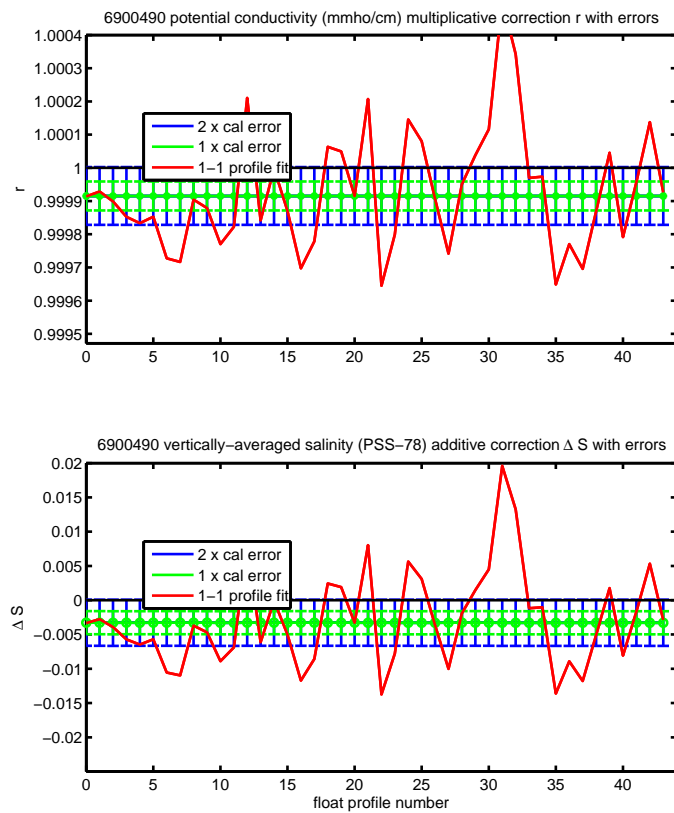 6900490 potential conductivity (mmho/cm) multiplicative correction r with errors
1.0004
1.0003
1.0002
1.0001
1
0.9999
0.9998
0.9997
0.9996
0.9995
r
2 x cal error
1 x cal error
1−1 profile fit
0 5 10 15 20 25 30 35 40
6900490 vertically−averaged salinity (PSS−78) additive correction Δ S with errors
0.02
0.015
0.01
0.005
0
−0.005
−0.01
−0.015
−0.02
Δ S
2 x cal error
1 x cal error
1−1 profile fit
0 5 10 15 20 25 30 35 40
float profile number